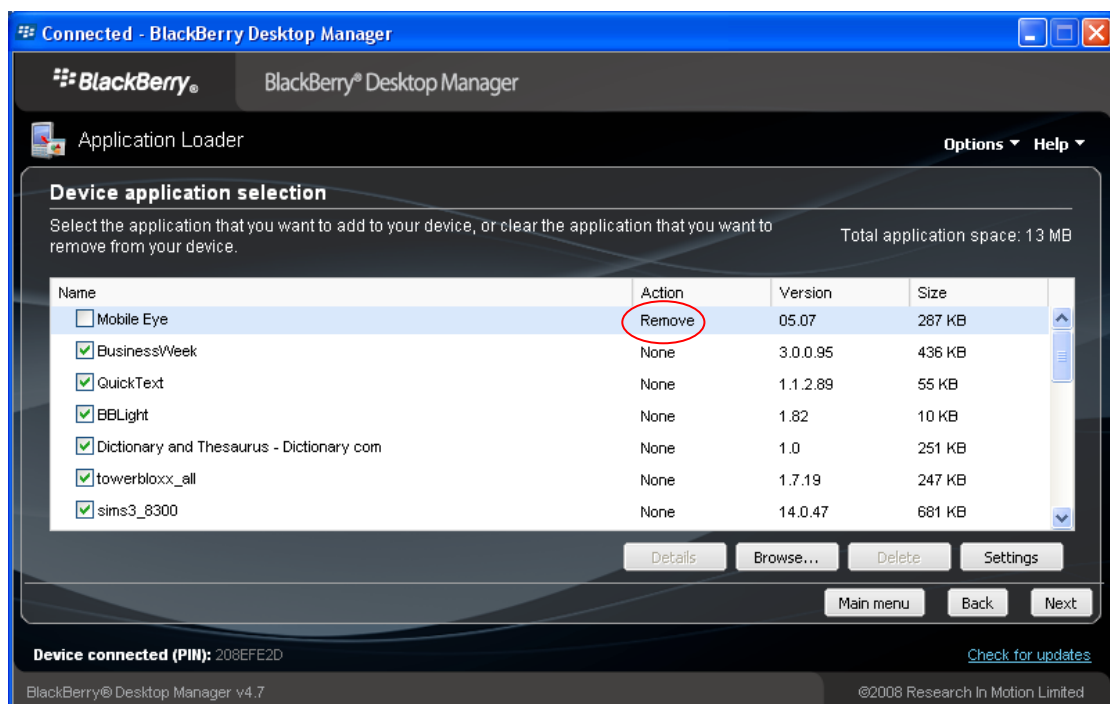 Connected - BlackBerry Desktop Manager
BlackBerry® BlackBerry® Desktop Manager
Application Loader
Options Help
Device application selection
Select the application that you want to add to your device, or clear the application that you want to
remove from your device.
Total application space: 13 MB
Name Action Version Size
Mobile Eye Remove 05.07 287 KB
BusinessWeek None 3.0.0.95 436 KB
QuickText None 1.1.2.89 55 KB
BBLight None 1.82 10 KB
Dictionary and Thesaurus - Dictionary com None 1.0 251 KB
towerbloxx_all None 1.7.19 247 KB
sims3_8300 None 14.0.47 681 KB
Details Browse... Delete Settings
Main menu Back Next
Device connected (PIN): 208EFE2D Check for updates
BlackBerry® Desktop Manager v4.7 ©2008 Research In Motion Limited